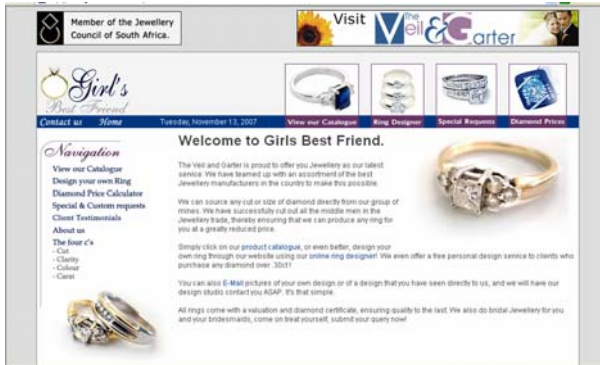 Member of the Jewellery
Council of South Africa.
Visit The Veil & Garter
Girl's
Best Friend
Contact us Home Tuesday, November 13, 2007 View our Catalogue Ring Designer Special Requests Diamond Prices
Navigation
View our Catalogue
Design your own Ring
Diamond Price Calculator
Special & Custom requests
Client Testimonials
About us
The four c's
- Cut
- Clarity
- Colour
- Carat
Welcome to Girls Best Friend.
The Veil and Garter is proud to offer you Jewellery as our latest
service. We have teamed up with an assortment of the best
Jewellery manufacturers in the country to make this possible.
We can source any cut or size of diamond directly from our group of
mines. We have successfully cut out all the middle men in the
Jewellery trade, thereby ensuring that we can produce any ring for
you at a greatly reduced price.
Simply click on our product catalogue, or even better, design your
own ring through our website using our online ring designer! We even offer a free personal design service to clients who
purchase any diamond over .30ct!
You can also E-Mail pictures of your own design or of a design that you have seen directly to us, and we will have our
design studio contact you ASAP. It's that simple.
All rings come with a valuation and diamond certificate, ensuring quality to the last. We also do bridal Jewellery for you
and your bridesmaids, come on treat yourself, submit your query now!